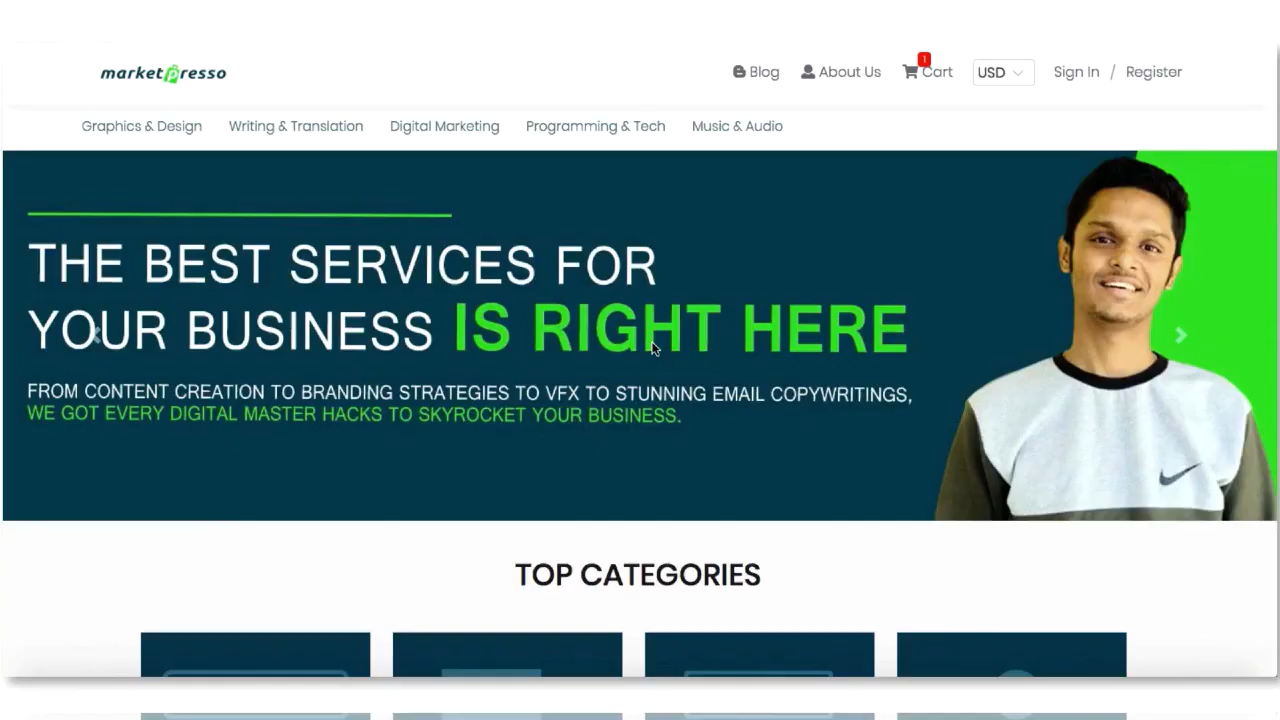 marketpresso
Blog
About Us
1
Cart
USD
Sign In / Register
Graphics & Design
Writing & Translation
Digital Marketing
Programming & Tech
Music & Audio
THE BEST SERVICES FOR
YOUR BUSINESS IS RIGHT HERE
FROM CONTENT CREATION TO BRANDING STRATEGIES TO VFX TO STUNNING EMAIL COPYWRITINGS,
WE GOT EVERY DIGITAL MASTER HACKS TO SKYROCKET YOUR BUSINESS.
TOP CATEGORIES